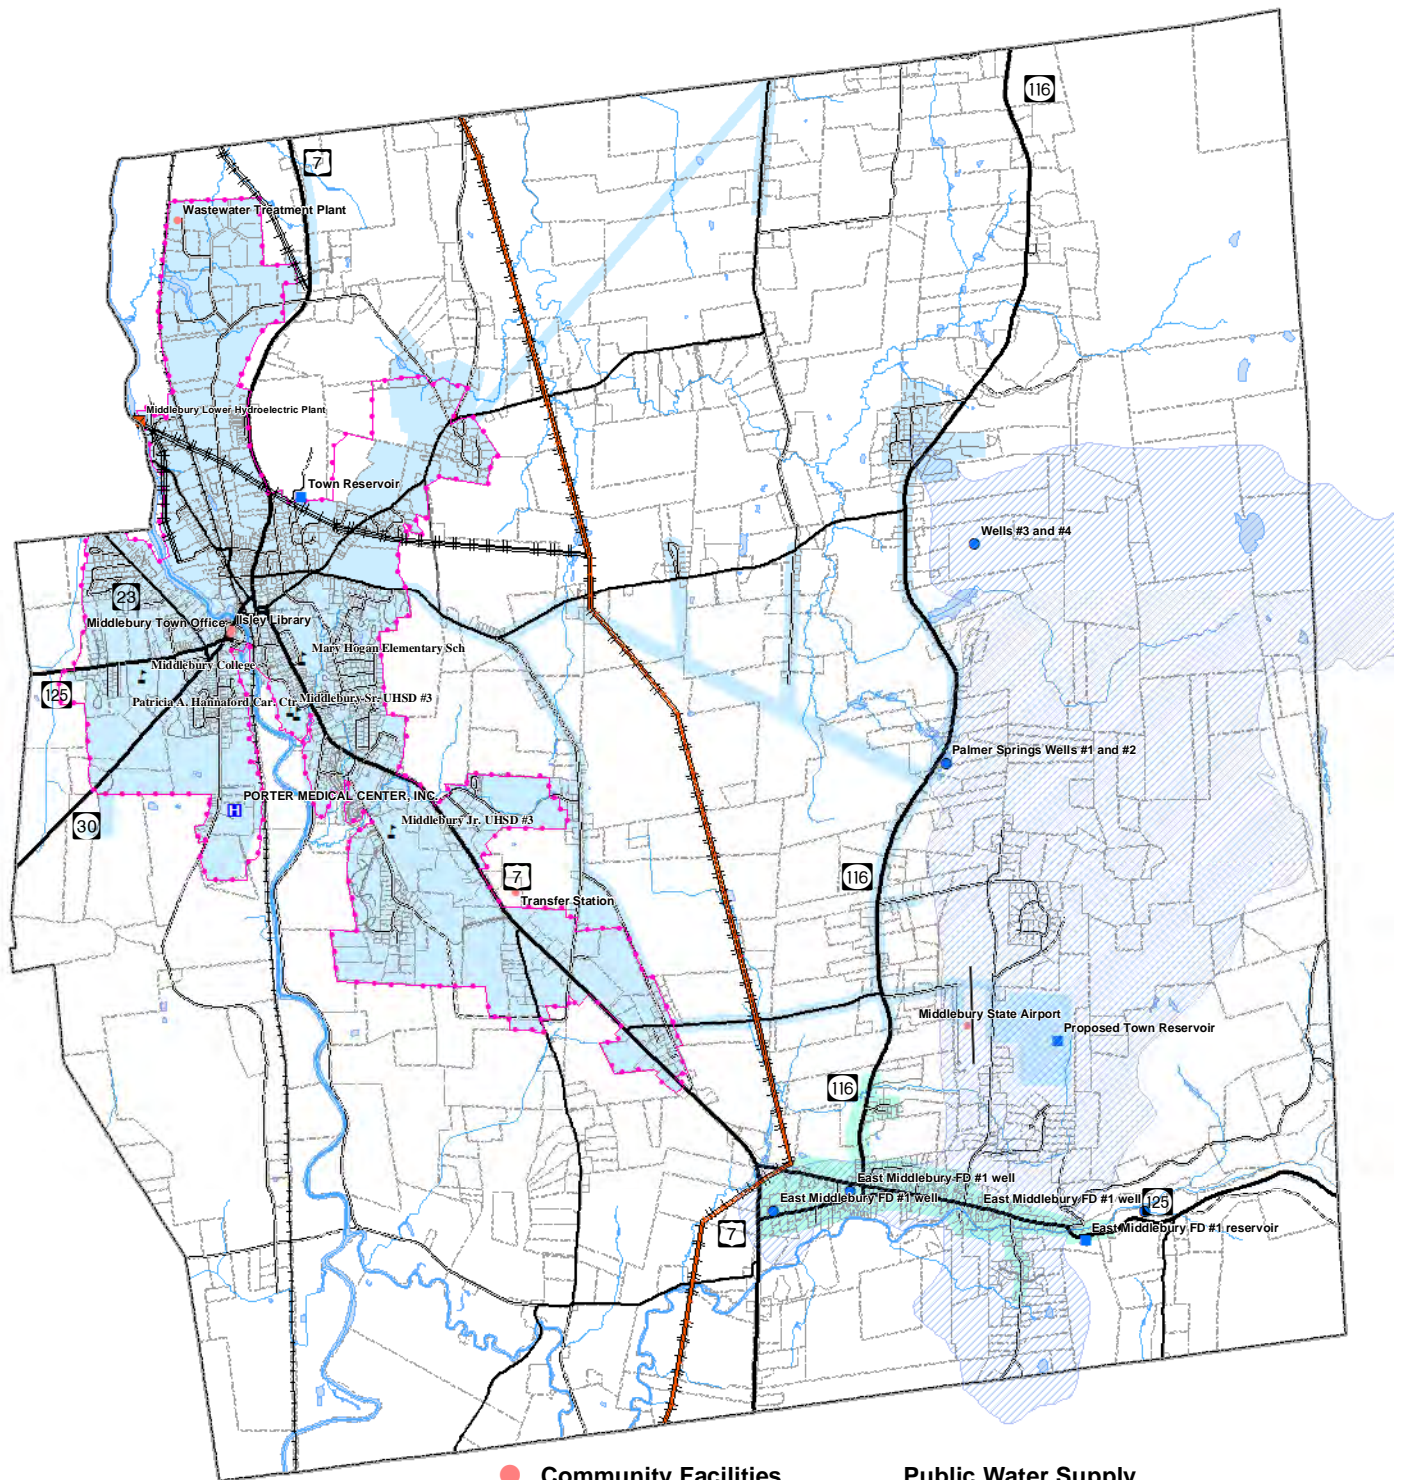 116
7
Wastewater Treatment Plant
Middlebury Lower Hydroelectric Plant
Town Reservoir
Wells #3 and #4
23
Middlebury Town Office
Ilsley Library
Mary Hogan Elementary Sch
Middlebury College
125
Patricia A. Hannaford Car. Ctr.
Middlebury Sr. UHSD #3
Palmer Springs Wells #1 and #2
H
PORTER MEDICAL CENTER, INC.
30
Middlebury Jr. UHSD #3
7
116
Transfer Station
Middlebury State Airport
Proposed Town Reservoir
116
East Middlebury FD #1 well
East Middlebury FD #1 well
East Middlebury FD #1 well
125
East Middlebury FD #1 reservoir
7
Community Facilities
Public Water Supply